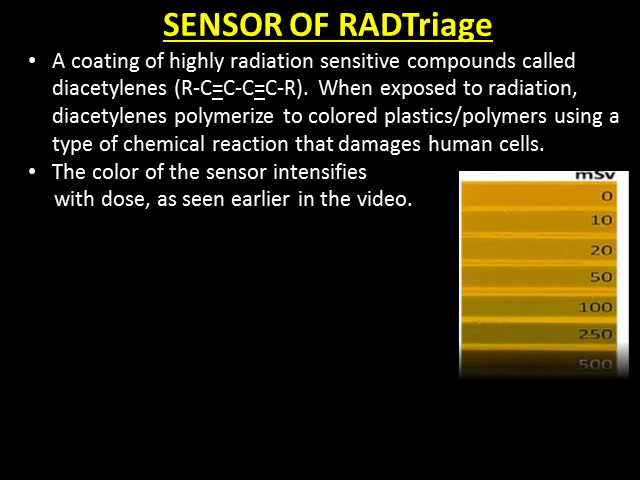 SENSOR OF RADTriage
• A coating of highly radiation sensitive compounds called
diacetylenes (R-C≡C-C≡C-R). When exposed to radiation,
diacetylenes polymerize to colored plastics/polymers using a
type of chemical reaction that damages human cells.
• The color of the sensor intensifies
with dose, as seen earlier in the video.
mSv
0
10
20
50
100
250
500